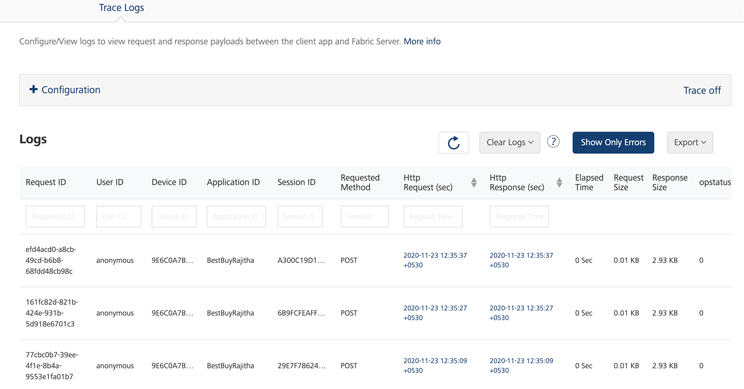 Trace Logs
Configure/View logs to view request and response payloads between the client app and Fabric Server. More info
+ Configuration Trace off
Logs
Clear Logs ? Show Only Errors Export
Request ID User ID Device ID Application ID Session ID Requested Method Http Request (sec) Http Response (sec) Elapsed Time Request Size Response Size opstatus
Requested ID User ID Device ID Application ID Session ID Method Request Time Response Time
efd4acd0-a8cb-
49cd-b6b8- anonymous 9E6C0A7B... BestBuyRajitha A300C19D1... POST 2020-11-23 12:35:37 2020-11-23 12:35:37 0 Sec 0.01 KB 2.93 KB 0
68fdd48cb98c +0530 +0530
161fc82d-821b-
424e-931b- anonymous 9E6C0A7B... BestBuyRajitha 6B9FCFEAFF... POST 2020-11-23 12:35:27 2020-11-23 12:35:27 0 Sec 0.01 KB 2.93 KB 0
5d918e6701c3 +0530 +0530
77cbc0b7-39ee-
4f1e-8b4a- anonymous 9E6C0A7B... BestBuyRajitha 29E7F78624... POST 2020-11-23 12:35:09 2020-11-23 12:35:09 0 Sec 0.01 KB 2.93 KB 0
9553e1fa01b7 +0530 +0530